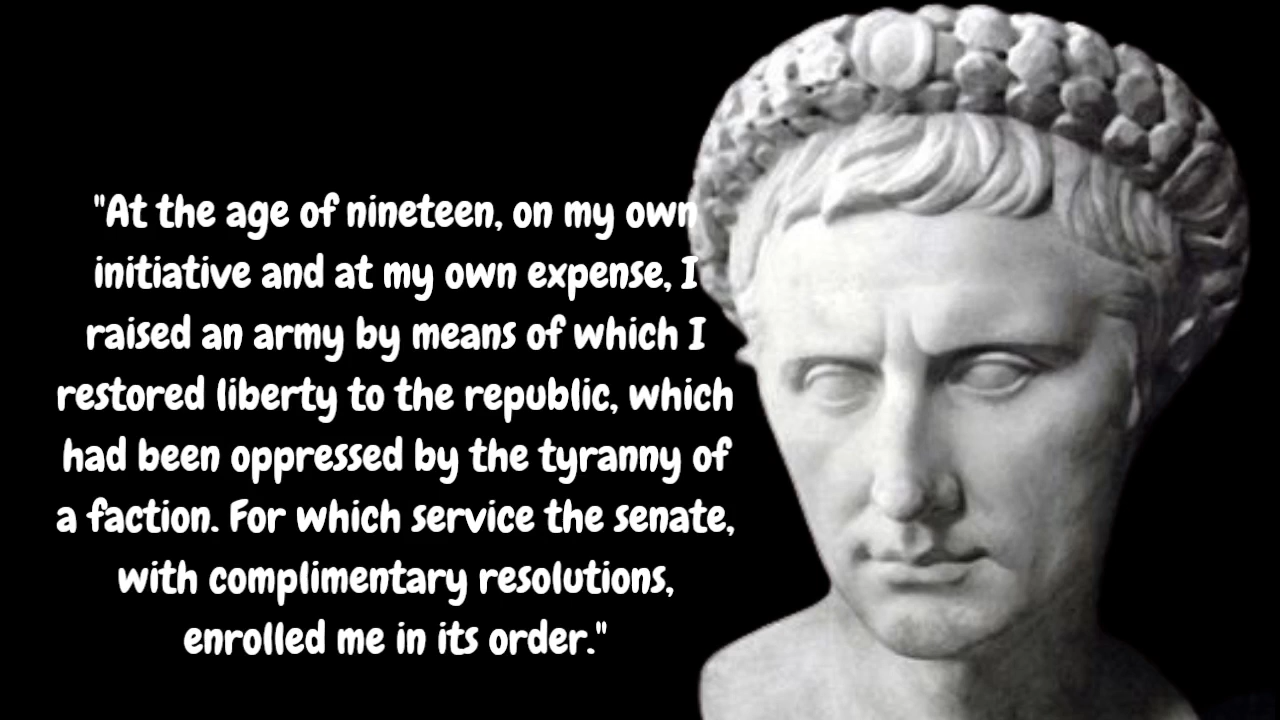 "At the age of nineteen, on my own
initiative and at my own expense, I
raised an army by means of which I
restored liberty to the republic, which
had been oppressed by the tyranny of
a faction. For which service the senate,
with complimentary resolutions,
enrolled me in its order."